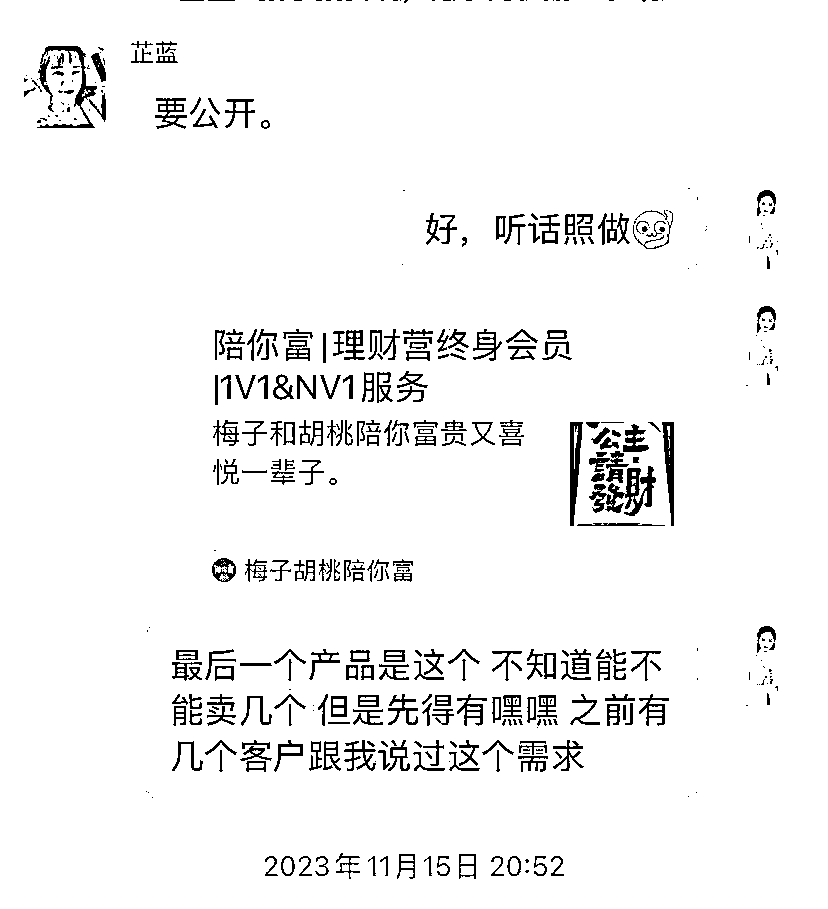 芷蓝
要公开。
好，听话照做
陪你富|理财营终身会员
|1V1&NV1服务
梅子和胡桃陪你富贵又喜
悦一辈子。
公主
請
發財
梅子胡桃陪你富
最后一个产品是这个 不知道能不
能卖几个 但是先得有嘿嘿 之前有
几个客户跟我说过这个需求
2023年11月15日 20:52